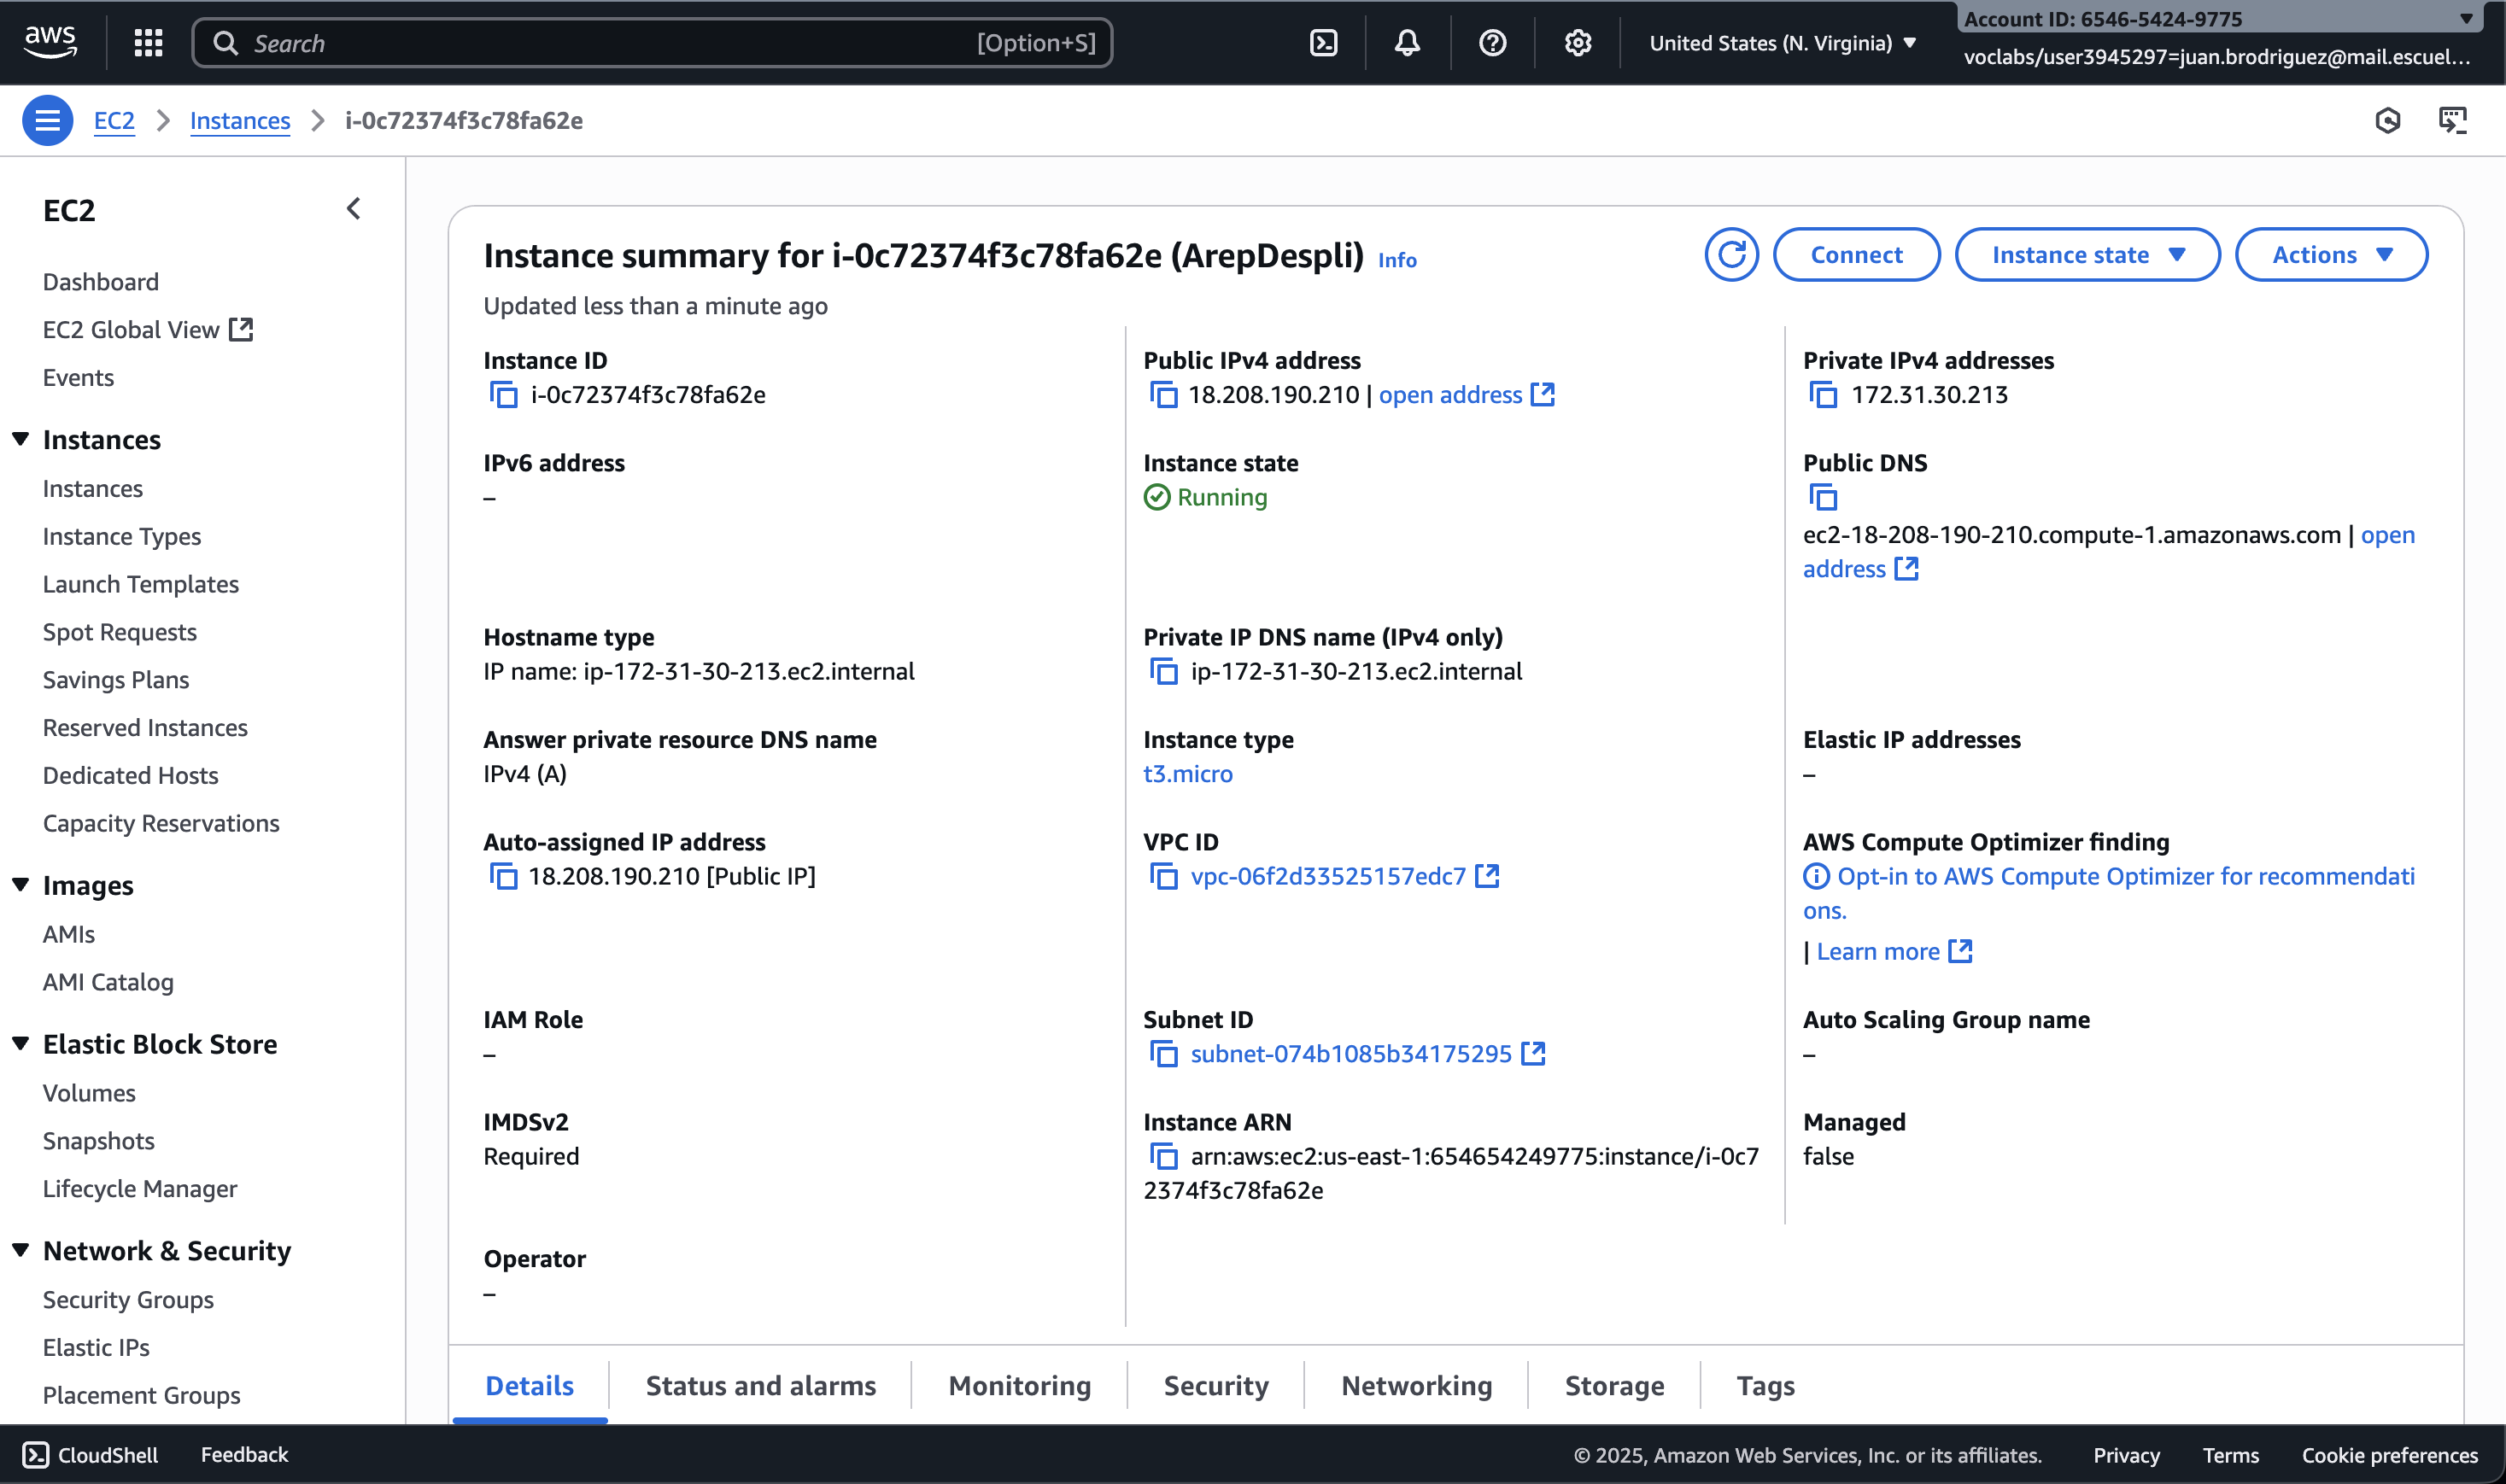 aws
Search
[Option+S]
United States (N. Virginia)
Account ID: 6546-5424-9775
voclabs/user3945297=juan.brodriguez@mail.escuel...
EC2
Instances
i-0c72374f3c78fa62e
EC2
Dashboard
EC2 Global View
Events
Instances
Instances
Instance Types
Launch Templates
Spot Requests
Savings Plans
Reserved Instances
Dedicated Hosts
Capacity Reservations
Images
AMIs
AMI Catalog
Elastic Block Store
Volumes
Snapshots
Lifecycle Manager
Network & Security
Security Groups
Elastic IPs
Placement Groups
Instance summary for i-0c72374f3c78fa62e (ArepDespli) Info
Updated less than a minute ago
Connect
Instance state
Actions
Instance ID
i-0c72374f3c78fa62e
Public IPv4 address
18.208.190.210 | open address
Private IPv4 addresses
172.31.30.213
IPv6 address
–
Instance state
Running
Public DNS
ec2-18-208-190-210.compute-1.amazonaws.com | open
address
Hostname type
IP name: ip-172-31-30-213.ec2.internal
Private IP DNS name (IPv4 only)
ip-172-31-30-213.ec2.internal
Answer private resource DNS name
IPv4 (A)
Instance type
t3.micro
Elastic IP addresses
–
Auto-assigned IP address
18.208.190.210 [Public IP]
VPC ID
vpc-06f2d33525157edc7
AWS Compute Optimizer finding
Opt-in to AWS Compute Optimizer for recommendati
ons.
| Learn more
IAM Role
–
Subnet ID
subnet-074b1085b34175295
Auto Scaling Group name
–
IMDSv2
Required
Instance ARN
arn:aws:ec2:us-east-1:654654249775:instance/i-0c7
2374f3c78fa62e
Managed
false
Operator
–
Details
Status and alarms
Monitoring
Security
Networking
Storage
Tags
CloudShell
Feedback
© 2025, Amazon Web Services, Inc. or its affiliates.
Privacy
Terms
Cookie preferences